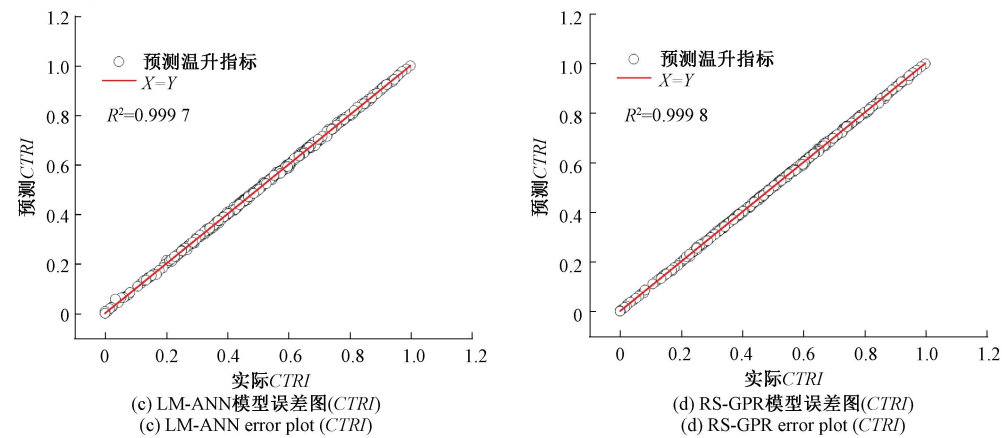 1.2
1.0
0.8
0.6
0.4
0.2
0
预测CTRI
预测温升指标
X=Y
R²=0.999 7
0 0.2 0.4 0.6 0.8 1.0 1.2
实际CTRI
(c) LM-ANN模型误差图(CTRI)
(c) LM-ANN error plot (CTRI)
1.2
1.0
0.8
0.6
0.4
0.2
0
预测CTRI
预测温升指标
X=Y
R²=0.999 8
0 0.2 0.4 0.6 0.8 1.0 1.2
实际CTRI
(d) RS-GPR模型误差图(CTRI)
(d) RS-GPR error plot (CTRI)